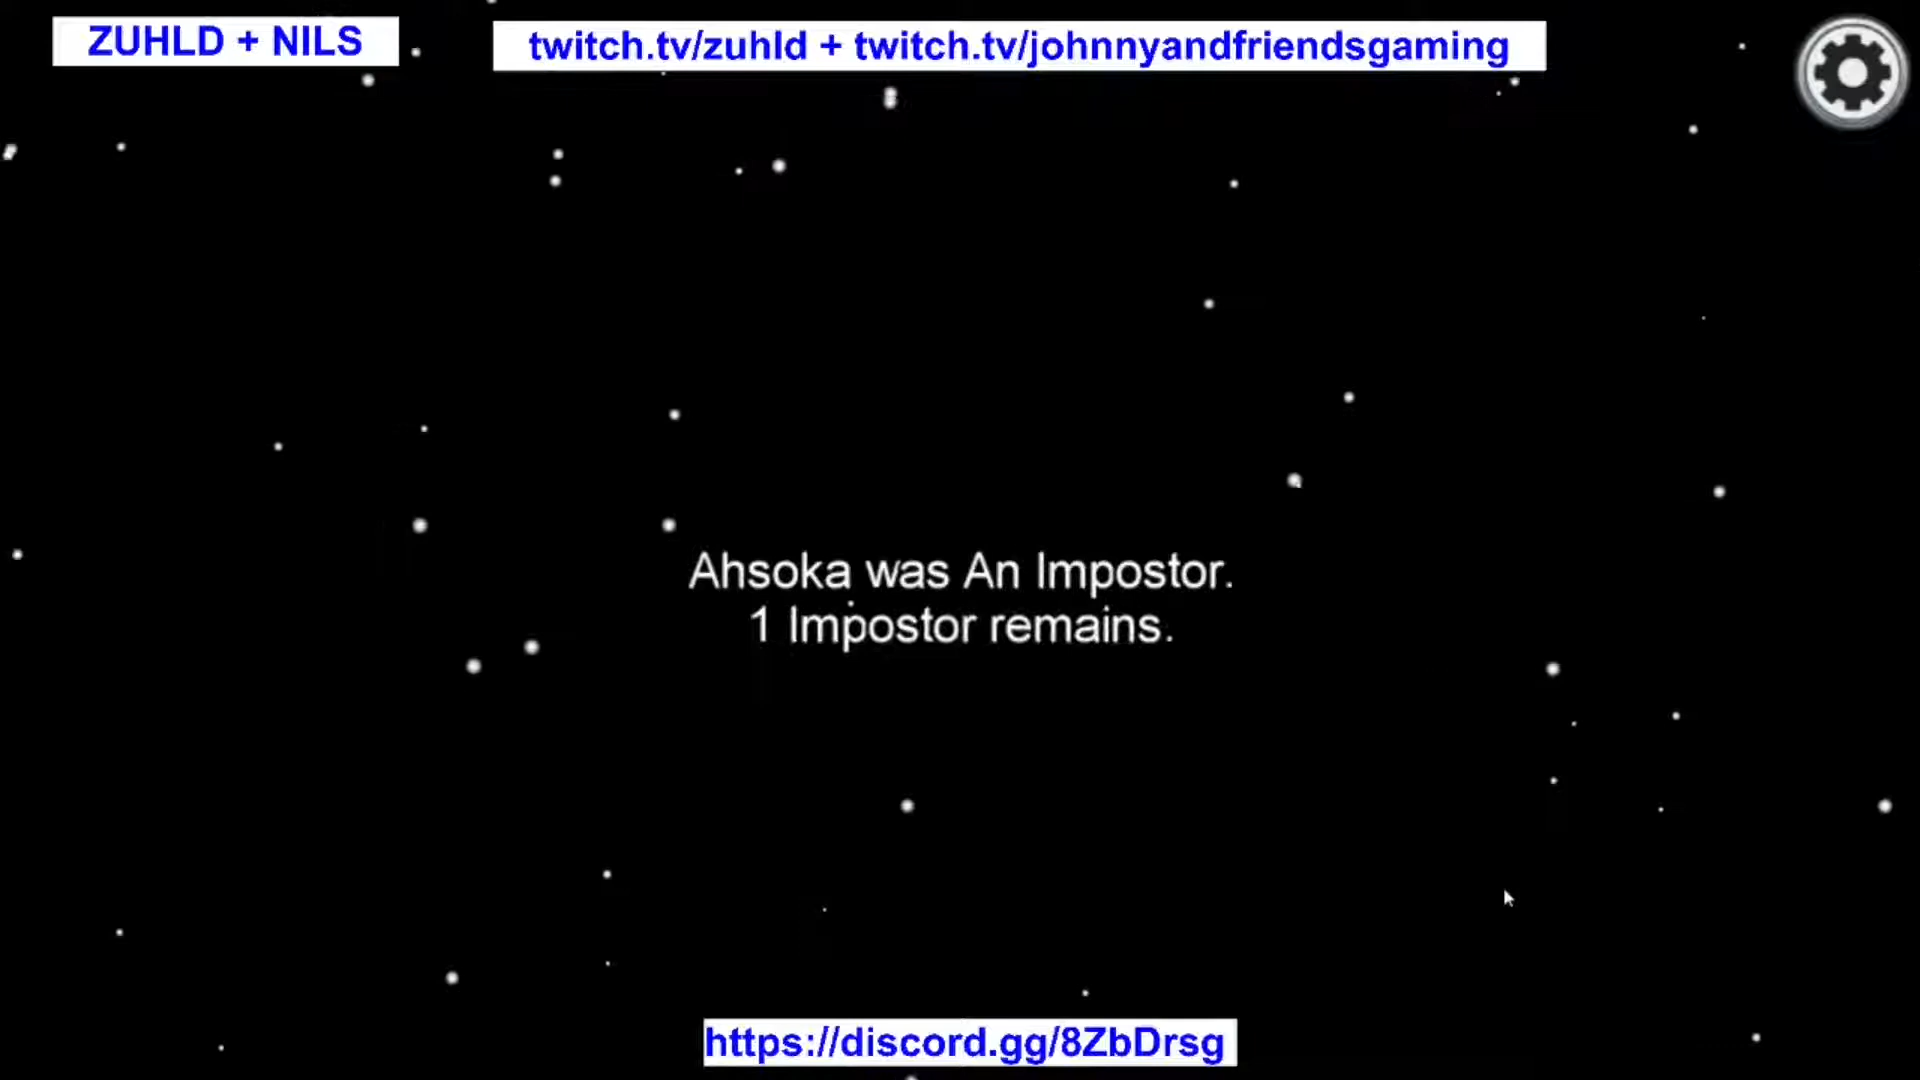 ZUHLD + NILS
twitch.tv/zuhld + twitch.tv/johnnyandfriendsgaming
Ahsoka was An Impostor.
1 Impostor remains.
https://discord.gg/8ZbDrsg